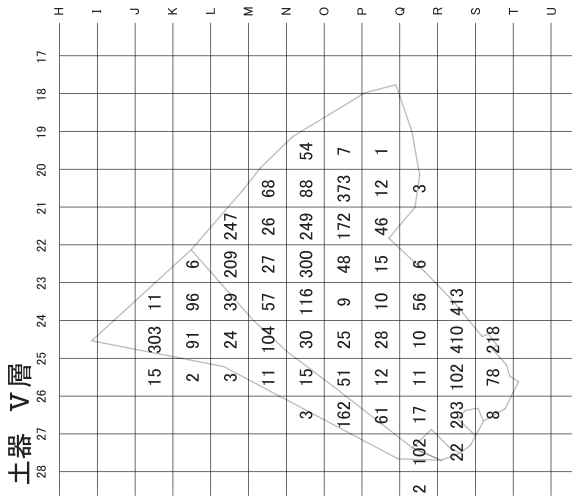 土器 V層
28 27 26 25 24 23 22 21 20 19 18 17
H
I
J
15 303 11
K
2 91 96 6
L
3 24 39 209 247
M
11 104 57 27 26 68
N
3 15 30 116 300 249 88 54
O
162 51 25 9 48 172 373 7
P
61 12 28 10 15 46 12 1
Q
2 102 17 11 10 56 6 3
R
22 293 102 410 413
S
8 78 218
T
U